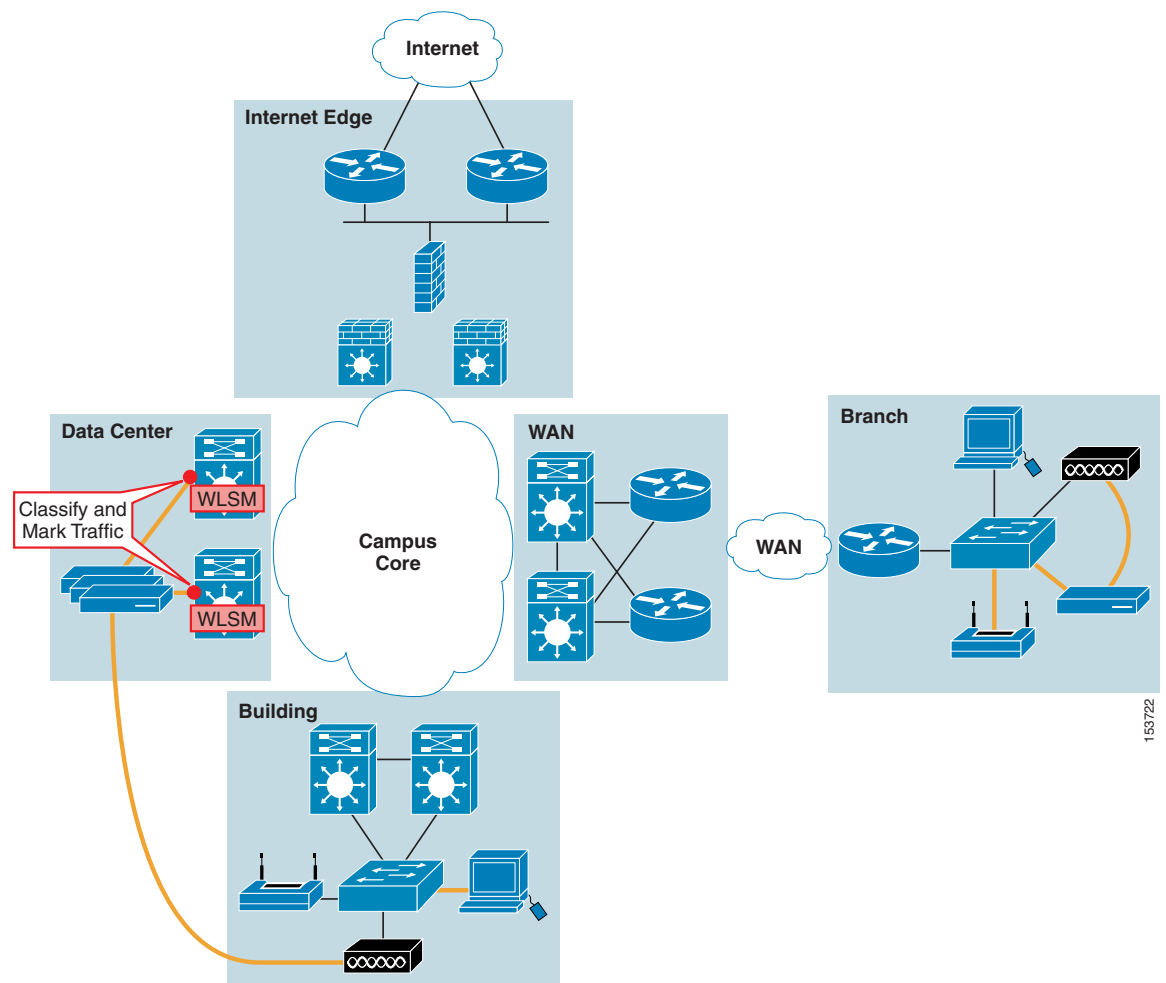 Internet
Internet Edge
Data Center
WLSM
Classify and
Mark Traffic
WLSM
Campus
Core
WAN
WAN
Branch
Building
153722